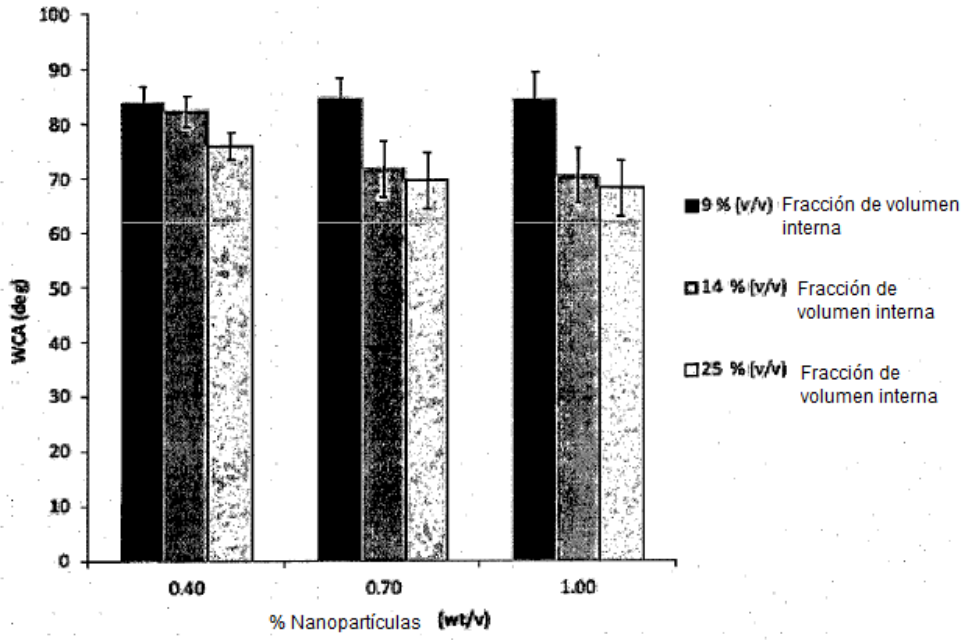 100
90
80
70
60
50
40
30
20
10
0
WCA (deg)
0.40
0.70
1.00
% Nanopartículas (wt/v)
9 % (v/v) Fracción de volumen
interna
14 % (v/v) Fracción de
volumen interna
25 % (v/v) Fracción de
volumen interna